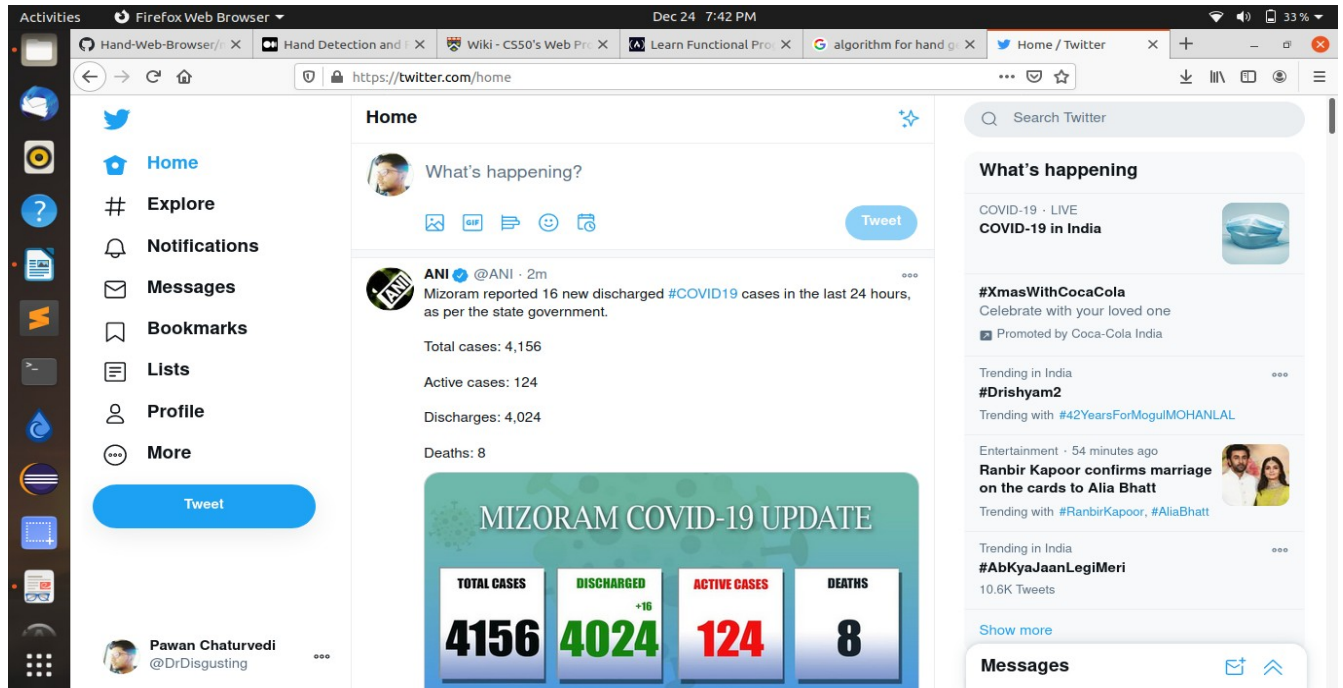 Activities
Firefox Web Browser
Dec 24 7:42 PM
33 %
Hand-Web-Browser/
Hand Detection and
Wiki - CS50's Web Pro
Learn Functional Prog
algorithm for hand g
Home / Twitter
https://twitter.com/home
Home
Explore
Notifications
Messages
Bookmarks
Lists
Profile
More
Tweet
Pawan Chaturvedi
@DrDisgusting
Home
What's happening?
GIF
Tweet
ANI @ANI · 2m
Mizoram reported 16 new discharged #COVID19 cases in the last 24 hours,
as per the state government.
Total cases: 4,156
Active cases: 124
Discharges: 4,024
Deaths: 8
ANI
MIZORAM COVID-19 UPDATE
TOTAL CASES
4156
DISCHARGED
+16
4024
ACTIVE CASES
124
DEATHS
8
Search Twitter
What's happening
COVID-19 · LIVE
COVID-19 in India
#XmasWithCocaCola
Celebrate with your loved one
Promoted by Coca-Cola India
Trending in India
#Drishyam2
Trending with #42YearsForMogulMOHANLAL
Entertainment · 54 minutes ago
Ranbir Kapoor confirms marriage
on the cards to Alia Bhatt
Trending with #RanbirKapoor, #AliaBhatt
Trending in India
#AbKyaJaanLegiMeri
10.6K Tweets
Show more
Messages